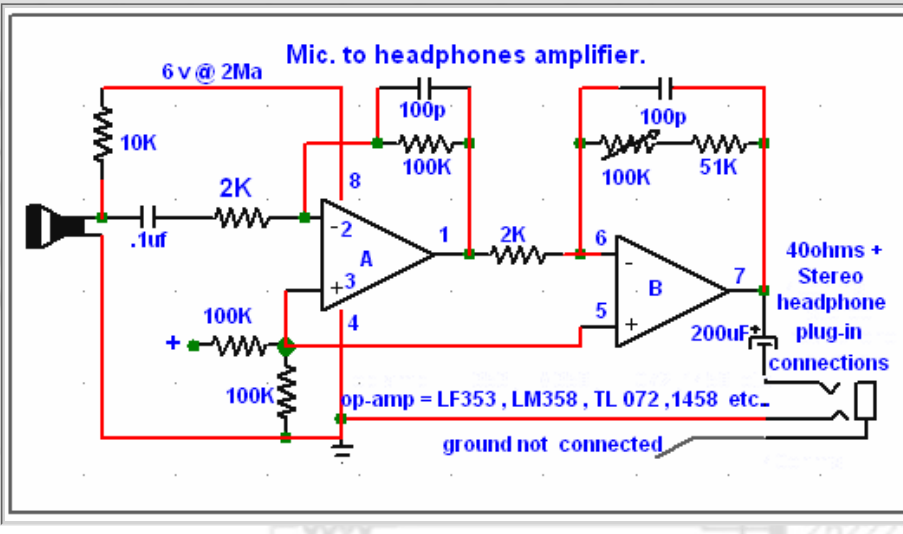 Mic. to headphones amplifier.
6 v @ 2Ma
100p
100p
10K
100K
100K
51K
2K
8
.1uf
-2
A
1
2K
6
-
B
7
40ohms +
Stereo
headphone
plug-in
connections
+3
4
5
+
100K
+
200uF+
100K
op-amp = LF353 , LM358 , TL 072 ,1458 etc..
ground not connected